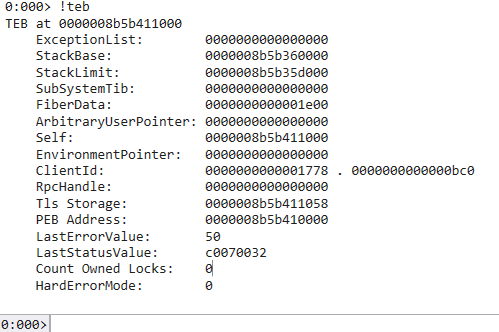 0:000> !teb
TEB at 0000008b5b411000
ExceptionList: 0000000000000000
StackBase: 0000008b5b360000
StackLimit: 0000008b5b35d000
SubSystemTib: 0000000000000000
FiberData: 0000000000001e00
ArbitraryUserPointer: 0000000000000000
Self: 0000008b5b411000
EnvironmentPointer: 0000000000000000
ClientId: 0000000000001778 . 0000000000000bc0
RpcHandle: 0000000000000000
Tls Storage: 0000008b5b411058
PEB Address: 0000008b5b410000
LastErrorValue: 50
LastStatusValue: c0070032
Count Owned Locks: 0
HardErrorMode: 0
0:000>